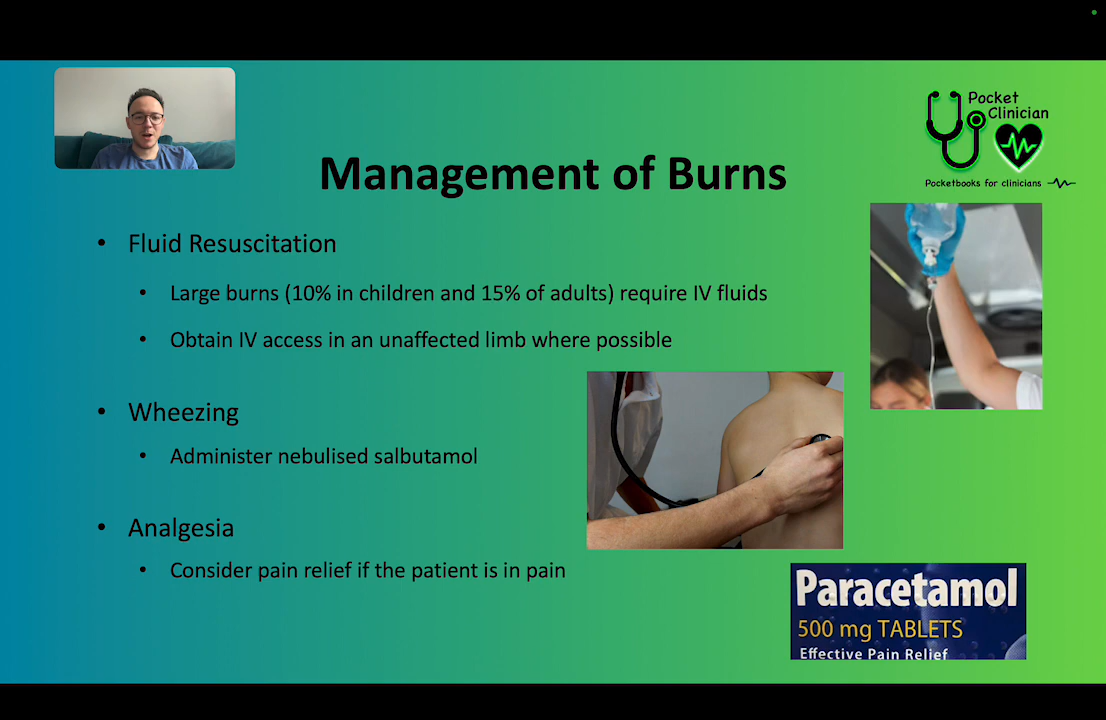 Pocket
Clinician
Pocketbooks for clinicians
Management of Burns
• Fluid Resuscitation
• Large burns (10% in children and 15% of adults) require IV fluids
• Obtain IV access in an unaffected limb where possible
• Wheezing
• Administer nebulised salbutamol
• Analgesia
• Consider pain relief if the patient is in pain
Paracetamol
500 mg TABLETS
Effective Pain Relief